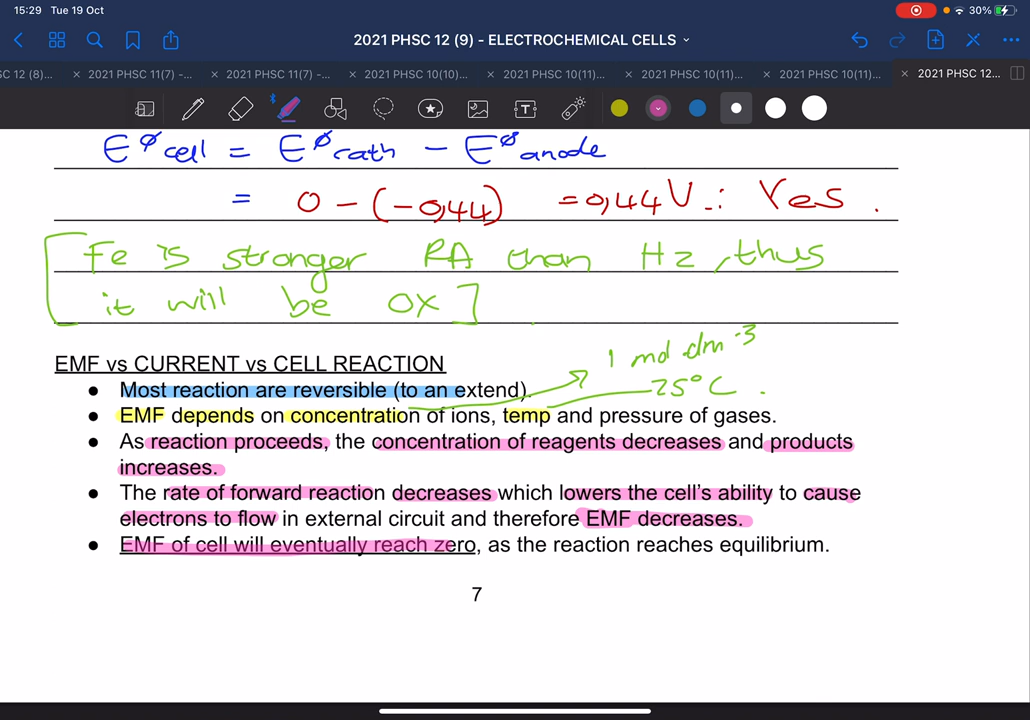 15:29 Tue 19 Oct
30%
2021 PHSC 12 (9) - ELECTROCHEMICAL CELLS
SC 12 (8)...
2021 PHSC 11(7) -...
2021 PHSC 11(7) -...
2021 PHSC 10(10)...
2021 PHSC 10(11)...
2021 PHSC 10(11)...
2021 PHSC 10(11)...
2021 PHSC 12...
E°cell = E°cath - E°anode
= 0 - (-0,44) = 0,44 V ∴ Yes.
[Fe is stronger RA than H2, thus
it will be ox]
1 mol dm-3
EMF vs CURRENT vs CELL REACTION
25°C.
● Most reaction are reversible (to an extend).
● EMF depends on concentration of ions, temp and pressure of gases.
● As reaction proceeds, the concentration of reagents decreases and products
increases.
● The rate of forward reaction decreases which lowers the cell's ability to cause
electrons to flow in external circuit and therefore EMF decreases.
● EMF of cell will eventually reach zero, as the reaction reaches equilibrium.
7